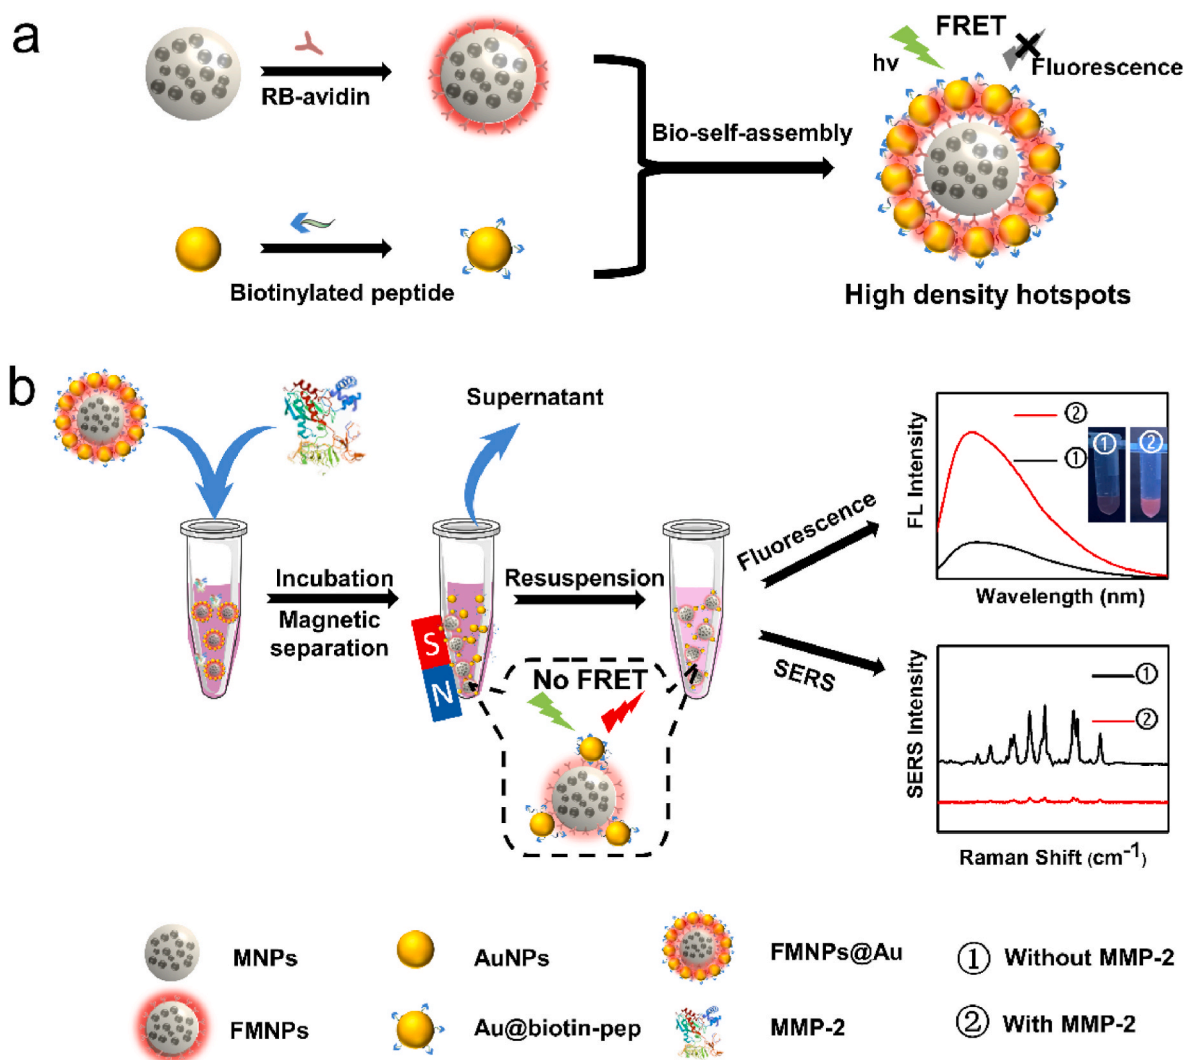 a
RB-avidin
Biotinylated peptide
Bio-self-assembly
hv
FRET
Fluorescence
High density hotspots
b
Supernatant
Incubation
Magnetic
separation
S
N
Resuspension
No FRET
Fluorescence
SERS
FL Intensity
②
①
①
②
Wavelength (nm)
SERS Intensity
①
②
Raman Shift (cm⁻¹)
MNPs
AuNPs
FMNPs@Au
① Without MMP-2
FMNPs
Au@biotin-pep
MMP-2
② With MMP-2